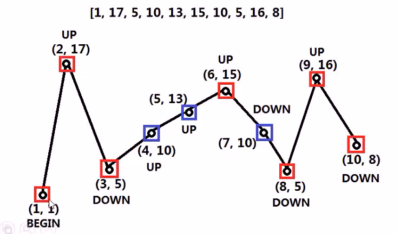 [1, 17, 5, 10, 13, 15, 10, 5, 16, 8]
UP
(2, 17)
UP
(6, 15)
UP
(9, 16)
(5, 13)
UP
DOWN
(4, 10)
UP
(7, 10)
(3, 5)
DOWN
(8, 5)
DOWN
(10, 8)
DOWN
(1, 1)
BEGIN